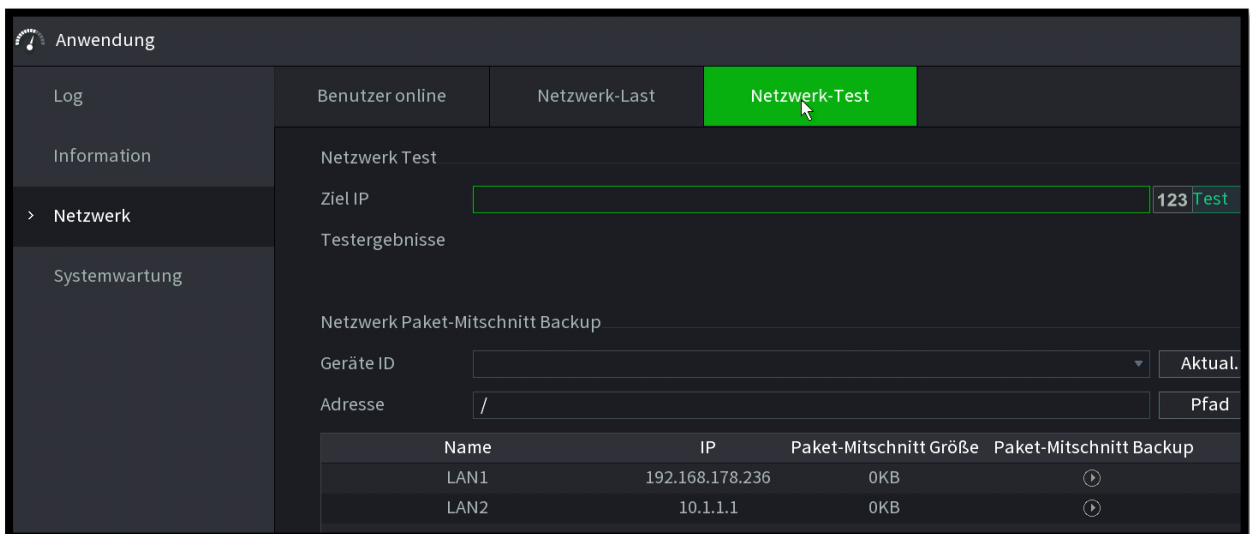 Anwendung
Log
Benutzer online Netzwerk-Last Netzwerk-Test
Information
Netzwerk Test
Ziel IP 123 Test
Netzwerk
Testergebnisse
Systemwartung
Netzwerk Paket-Mitschnitt Backup
Geräte ID Aktual.
Adresse / Pfad
Name IP Paket-Mitschnitt Größe Paket-Mitschnitt Backup
LAN1 192.168.178.236 0KB
LAN2 10.1.1.1 0KB